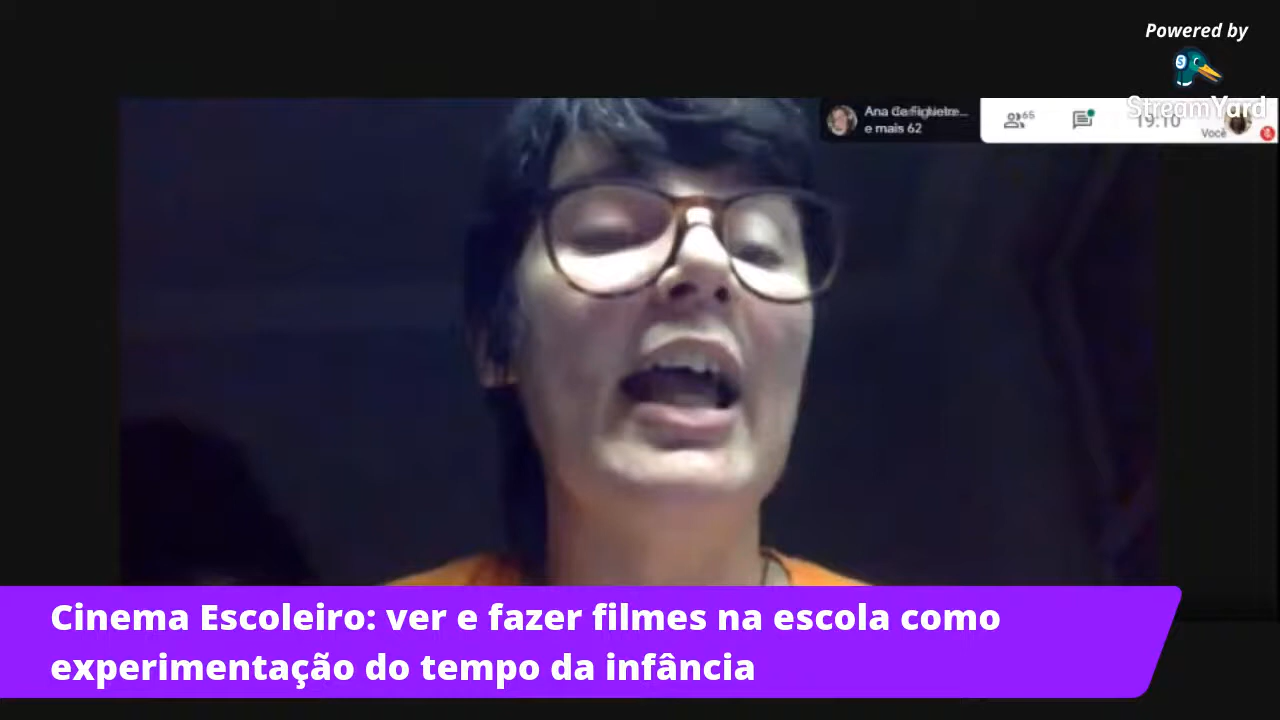 Powered by
StreamYard
Ana
e mais 62
65
19:10
Você
Cinema Escoleiro: ver e fazer filmes na escola como
experimentação do tempo da infância